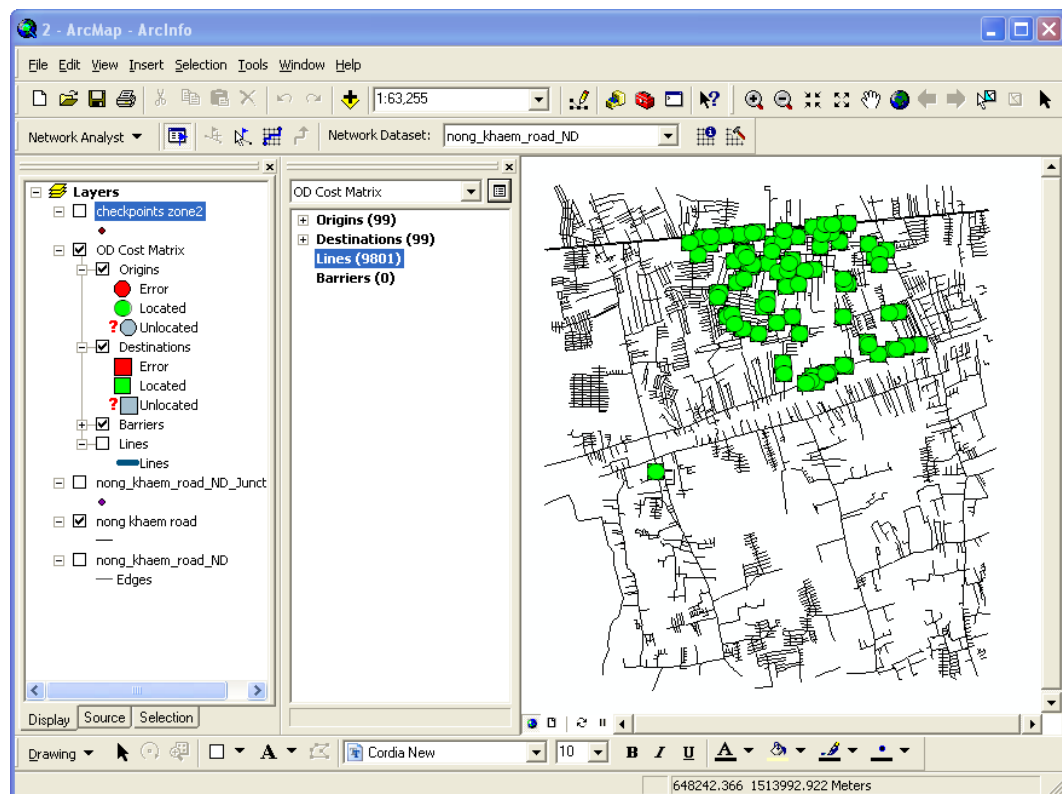 2 - ArcMap - ArcInfo
File Edit View Insert Selection Tools Window Help
1:63,255
Network Analyst Network Dataset: nong_khaem_road_ND
Layers
checkpoints zone2
OD Cost Matrix
Origins
Error
Located
? Unlocated
Destinations
Error
Located
? Unlocated
Barriers
Lines
Lines
nong_khaem_road_ND_Junct
nong khaem road
nong_khaem_road_ND
Edges
Display Source Selection
OD Cost Matrix
Origins (99)
Destinations (99)
Lines (9801)
Barriers (0)
Drawing A Cordia New 10 B I U A
648242.366 1513992.922 Meters